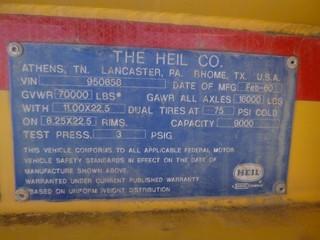 THE HEIL CO.
ATHENS, TN. LANCASTER, PA. RHOME, TX. U.S.A.
VIN 950656 DATE OF MFG Feb-60
GVWR 70000 LBS* GAWR ALL AXLES 16000 LBS
WITH 11.00X22.5 DUAL TIRES AT 75 PSI COLD
ON 8.25X22.5 RIMS. CAPACITY 9000
TEST PRESS. 3 PSIG
THIS VEHICLE CONFORMS TO ALL APPLICABLE FEDERAL MOTOR
VEHICLE SAFETY STANDARDS IN EFFECT ON THE DATE OF
MANUFACTURE SHOWN ABOVE.
WARRANTED UNDER CURRENT PUBLISHED WARRANTY
*BASED ON UNIFORM WEIGHT DISTRIBUTION
HEIL